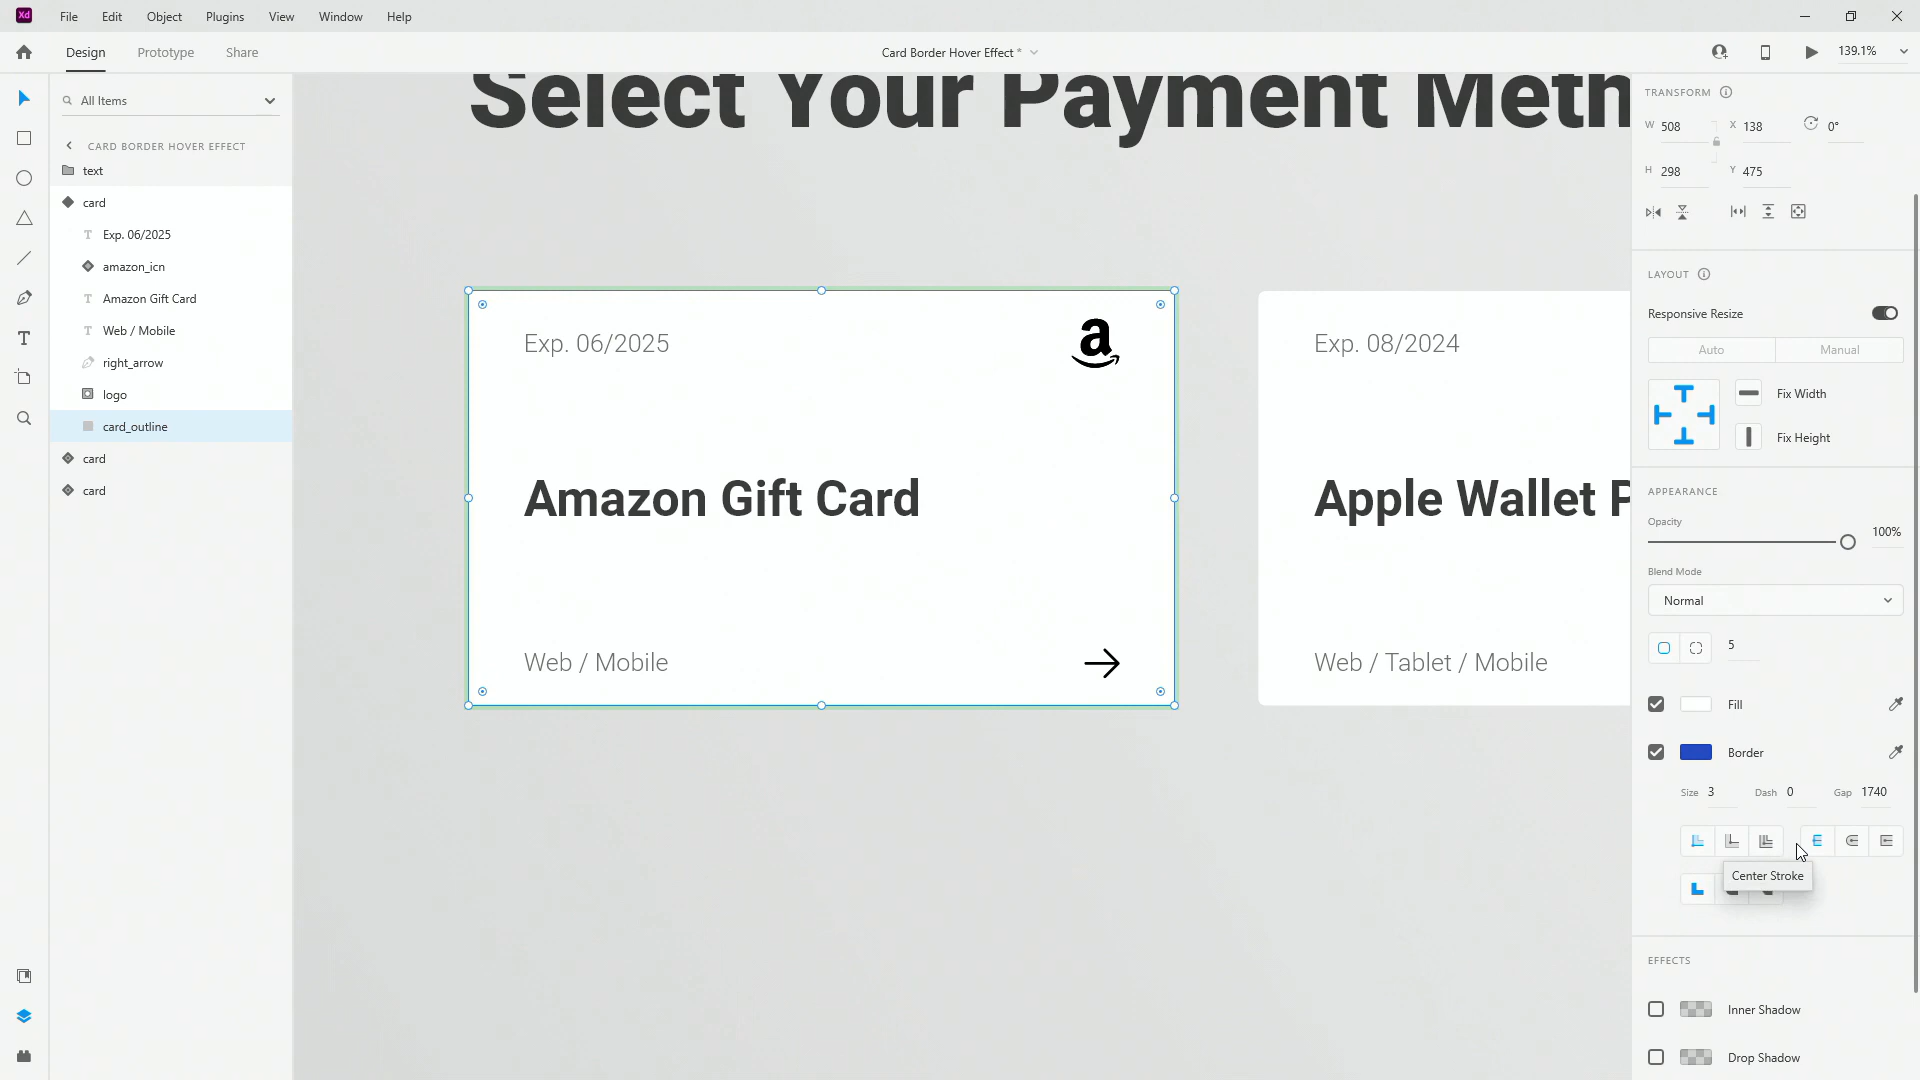 Xd File Edit Object Plugins View Window Help
Design Prototype Share Card Border Hover Effect * 139.1%
All Items
CARD BORDER HOVER EFFECT
text
card
Exp. 06/2025
amazon_icn
Amazon Gift Card
Web / Mobile
right_arrow
logo
card_outline
card
card
Select Your Payment Meth
Exp. 06/2025
a
Amazon Gift Card
Web / Mobile
Exp. 08/2024
Apple Wallet P
Web / Tablet / Mobile
TRANSFORM
W 508 X 138 0°
H 298 Y 475
LAYOUT
Responsive Resize
Auto Manual
Fix Width
Fix Height
APPEARANCE
Opacity
100%
Blend Mode
Normal
5
Fill
Border
Size 3 Dash 0 Gap 1740
Center Stroke
EFFECTS
Inner Shadow
Drop Shadow